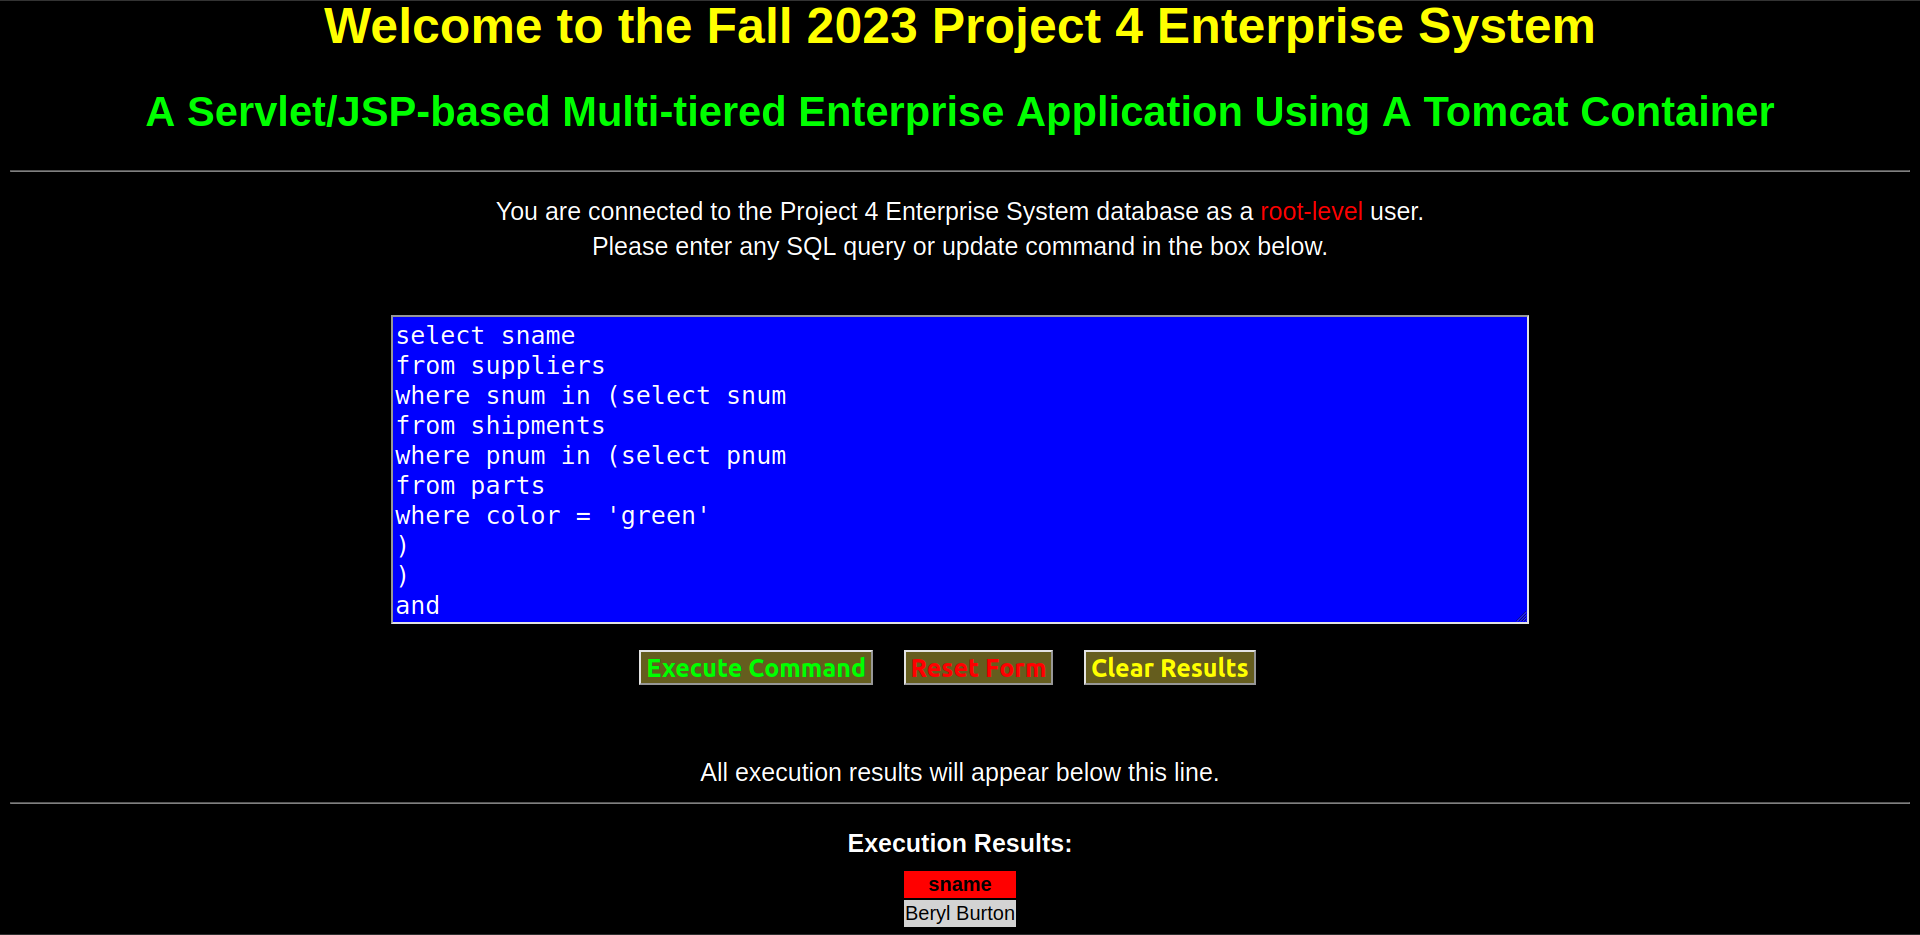 Welcome to the Fall 2023 Project 4 Enterprise System
A Servlet/JSP-based Multi-tiered Enterprise Application Using A Tomcat Container
You are connected to the Project 4 Enterprise System database as a root-level user.
Please enter any SQL query or update command in the box below.
select sname
from suppliers
where snum in (select snum
from shipments
where pnum in (select pnum
from parts
where color = 'green'
)
)
and
Execute Command Reset Form Clear Results
All execution results will appear below this line.
Execution Results:
sname
Beryl Burton